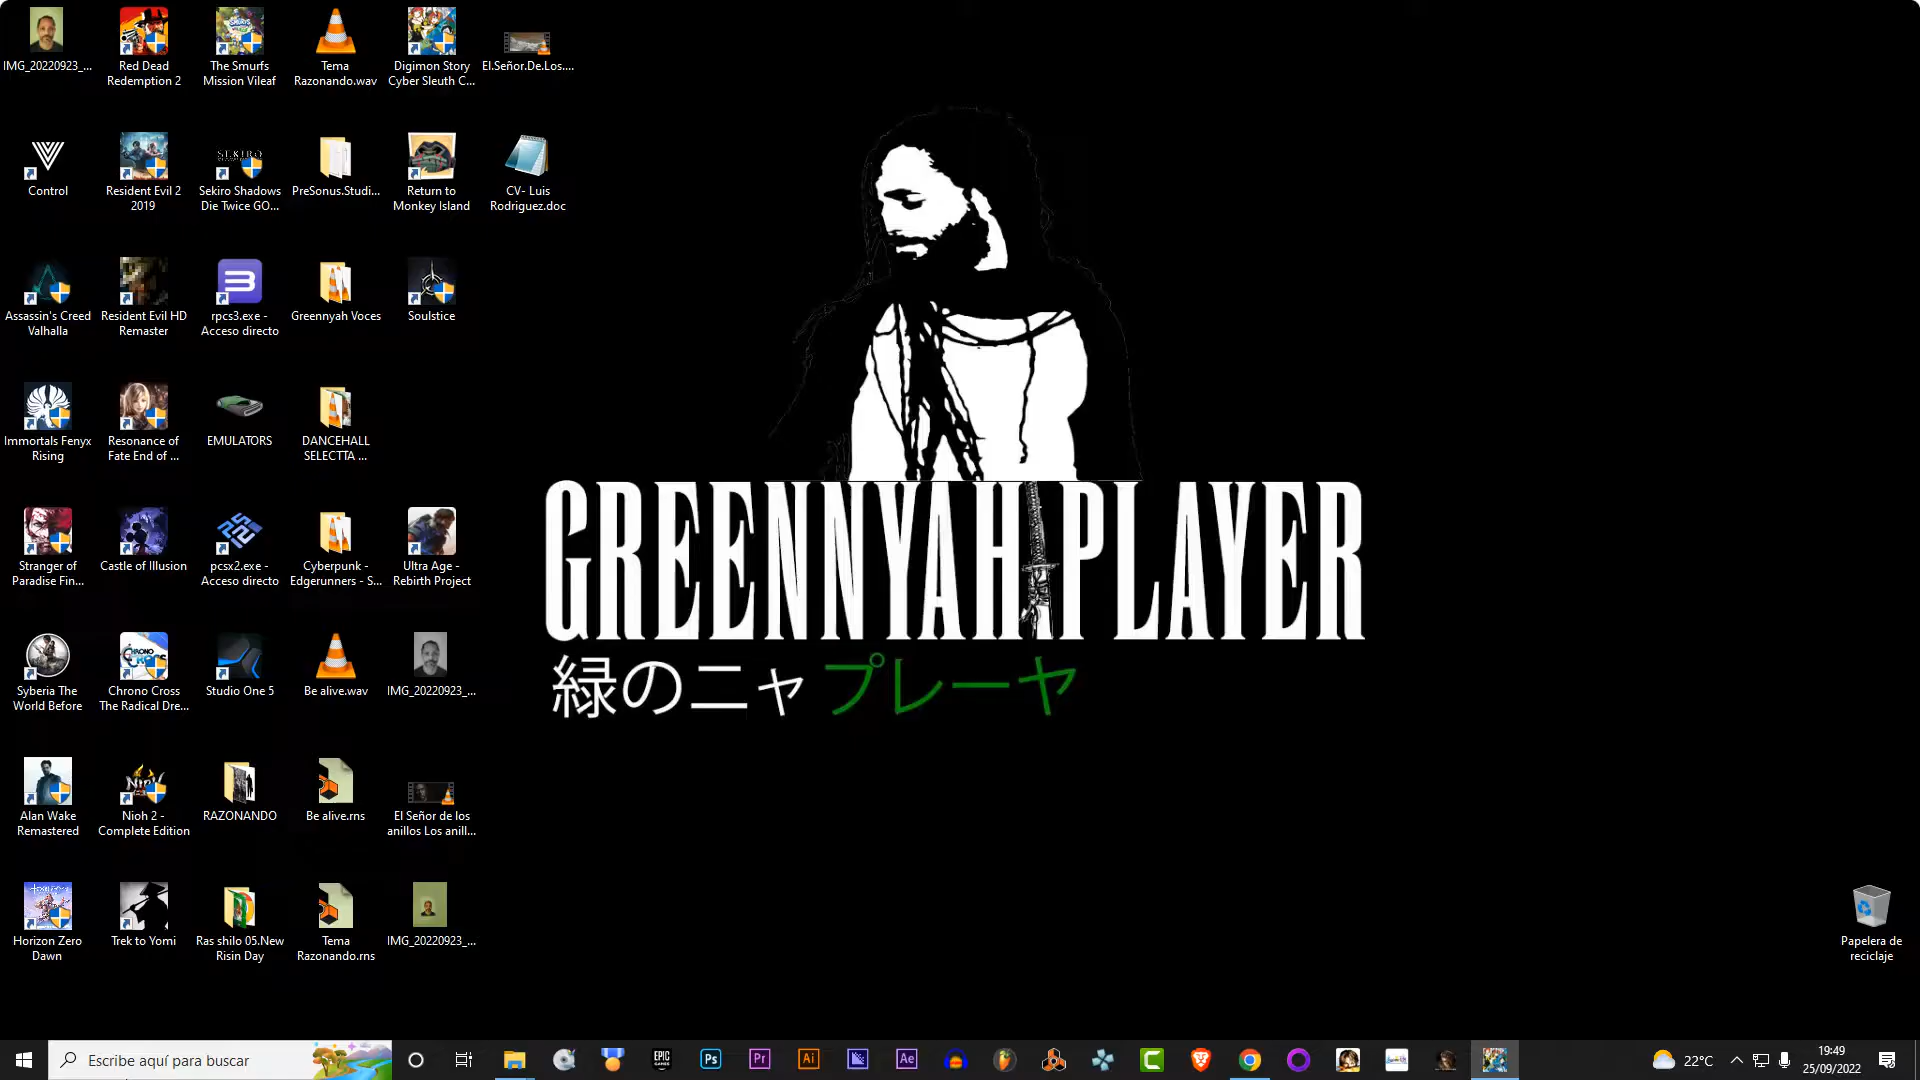 IMG_20220923_...
Red Dead
Redemption 2
The Smurfs
Mission Vileaf
Tema
Razonando.wav
Digimon Story
Cyber Sleuth C...
El.Señor.De.Los....
Control
Resident Evil 2
2019
Sekiro Shadows
Die Twice GO...
PreSonus.Studi...
Return to
Monkey Island
CV- Luis
Rodriguez.doc
Assassin's Creed
Valhalla
Resident Evil HD
Remaster
rpcs3.exe -
Acceso directo
Greennyah Voces
Soulstice
Immortals Fenyx
Rising
Resonance of
Fate End of ...
EMULATORS
DANCEHALL
SELECTTA ...
Stranger of
Paradise Fin...
Castle of Illusion
pcsx2.exe -
Acceso directo
Cyberpunk -
Edgerunners - S...
Ultra Age -
Rebirth Project
GREENNYAH PLAYER
緑のニャ プレーヤ
Syberia The
World Before
Chrono Cross
The Radical Dre...
Studio One 5
Be alive.wav
IMG_20220923_...
Alan Wake
Remastered
Nioh 2 -
Complete Edition
RAZONANDO
Be alive.rns
El Señor de los
anillos Los anill...
Horizon Zero
Dawn
Trek to Yomi
Ras shilo 05.New
Risin Day
Tema
Razonando.rns
IMG_20220923_...
Papelera de
reciclaje
Escribe aquí para buscar
EPIC
GAMES
Ps
Pr
Ai
Ae
22°C
19:49
25/09/2022